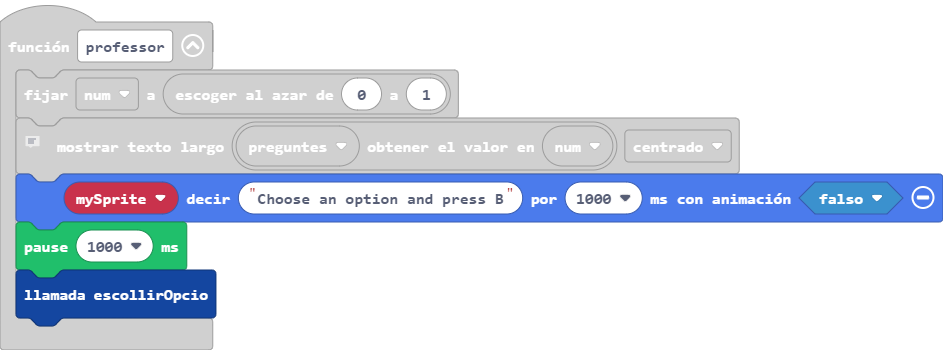 función professor
fijar num a escoger al azar de 0 a 1
mostrar texto largo preguntes obtener el valor en num centrado
mySprite decir "Choose an option and press B" por 1000 ms con animación falso
pause 1000 ms
llamada escollirOpcio